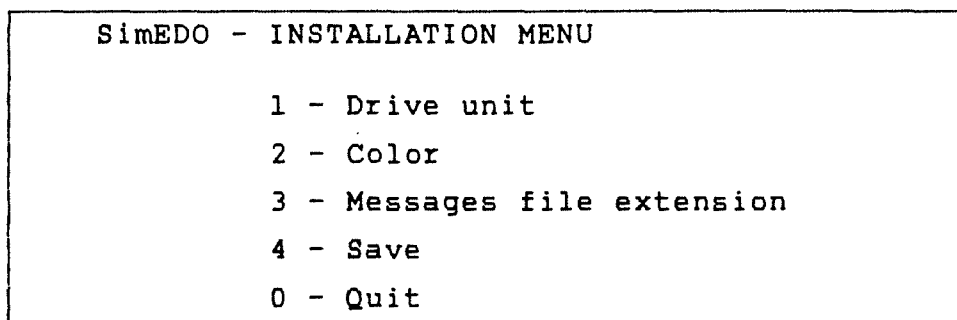 SimEDO - INSTALLATION MENU
1 - Drive unit
2 - Color
3 - Messages file extension
4 - Save
0 - Quit